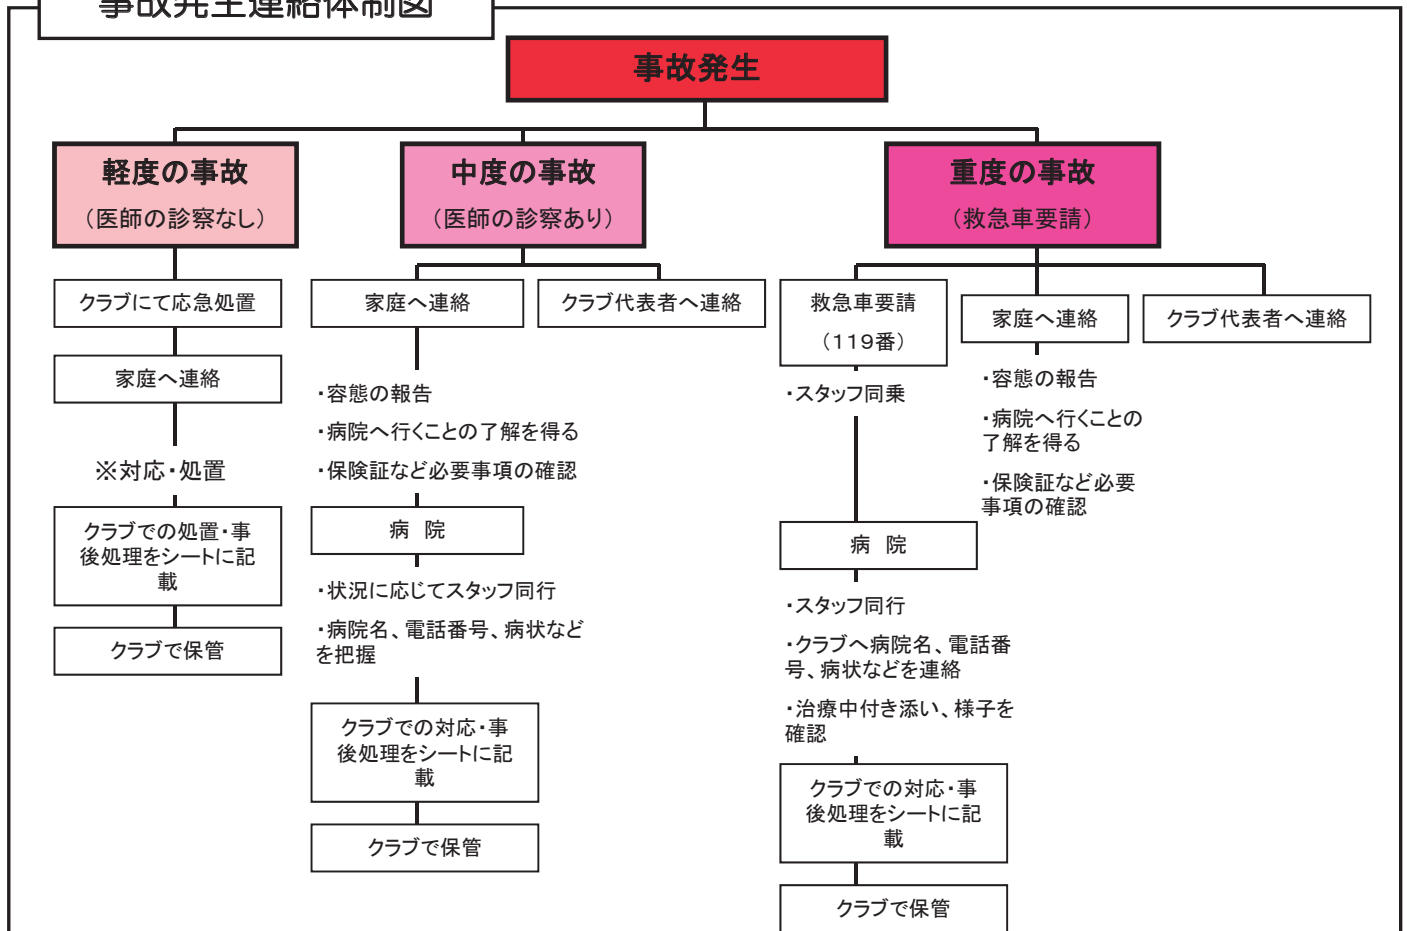 事故発生連絡体制図
事故発生
軽度の事故
（医師の診察なし）
クラブにて応急処置
家庭へ連絡
※対応・処置
クラブでの処置・事
後処理をシートに記
載
クラブで保管
中度の事故
（医師の診察あり）
家庭へ連絡
クラブ代表者へ連絡
・容態の報告
・病院へ行くことの了解を得る
・保険証など必要事項の確認
病　院
・状況に応じてスタッフ同行
・病院名、電話番号、病状など
を把握
クラブでの対応・事
後処理をシートに記
載
クラブで保管
重度の事故
（救急車要請）
救急車要請
（119番）
・スタッフ同乗
家庭へ連絡
・容態の報告
・病院へ行くことの
了解を得る
・保険証など必要
事項の確認
クラブ代表者へ連絡
病　院
・スタッフ同行
・クラブへ病院名、電話番
号、病状などを連絡
・治療中付き添い、様子を
確認
クラブでの対応・事
後処理をシートに記
載
クラブで保管